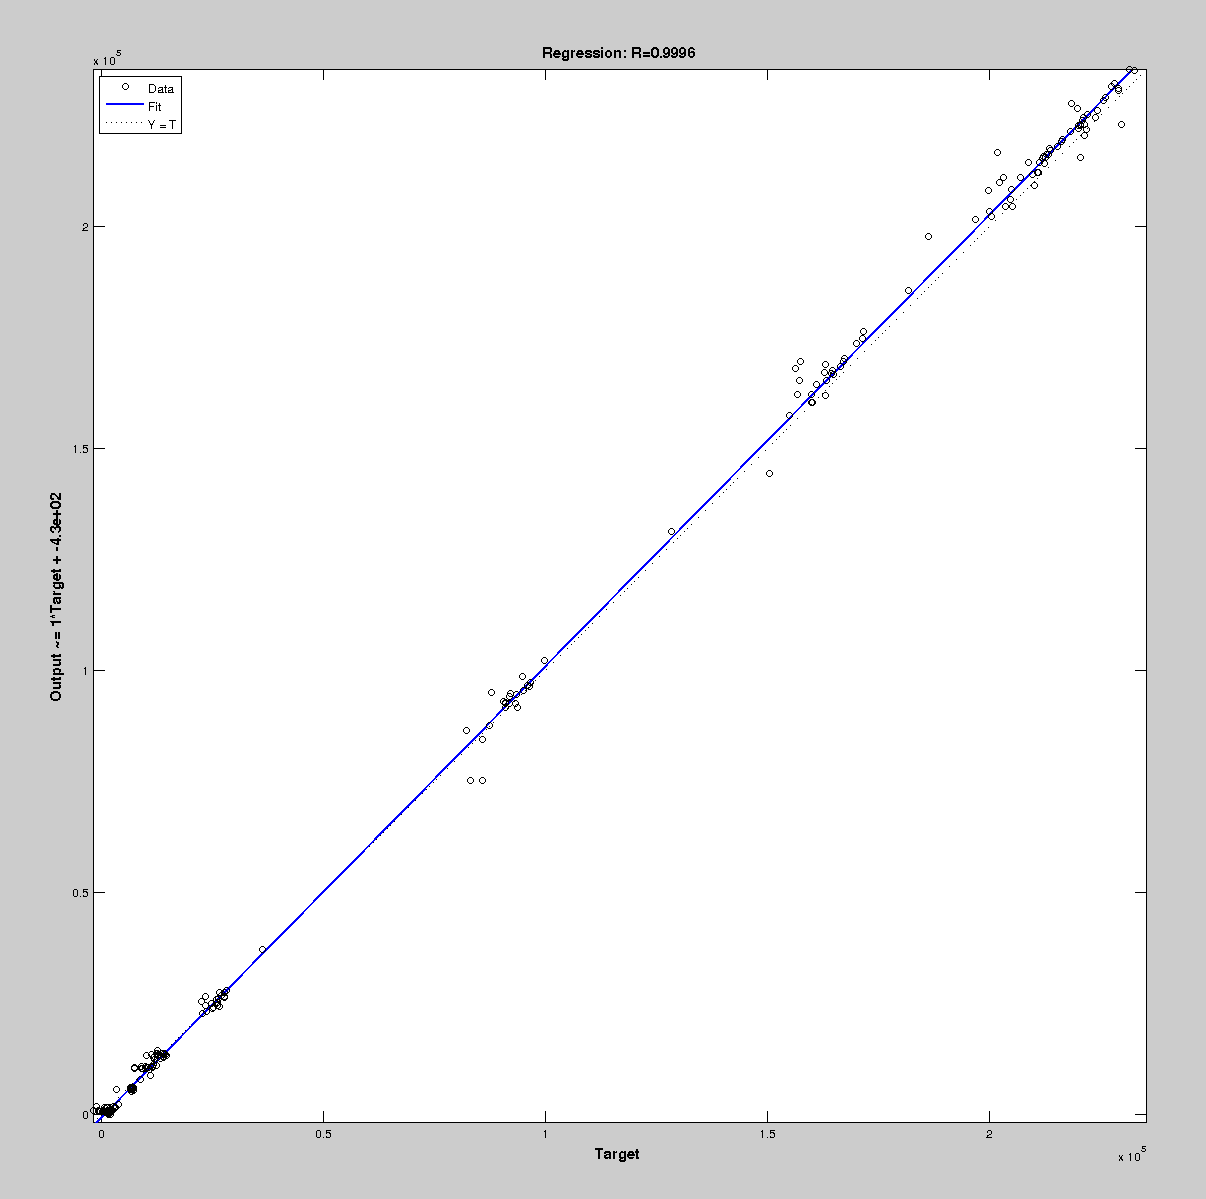 Regression: R=0.9996
x 10^5
Data
Fit
Y = T
2
1.5
1
0.5
0
Output ~= 1*Target + -4.3e+02
0
0.5
1
1.5
2
x 10^5
Target